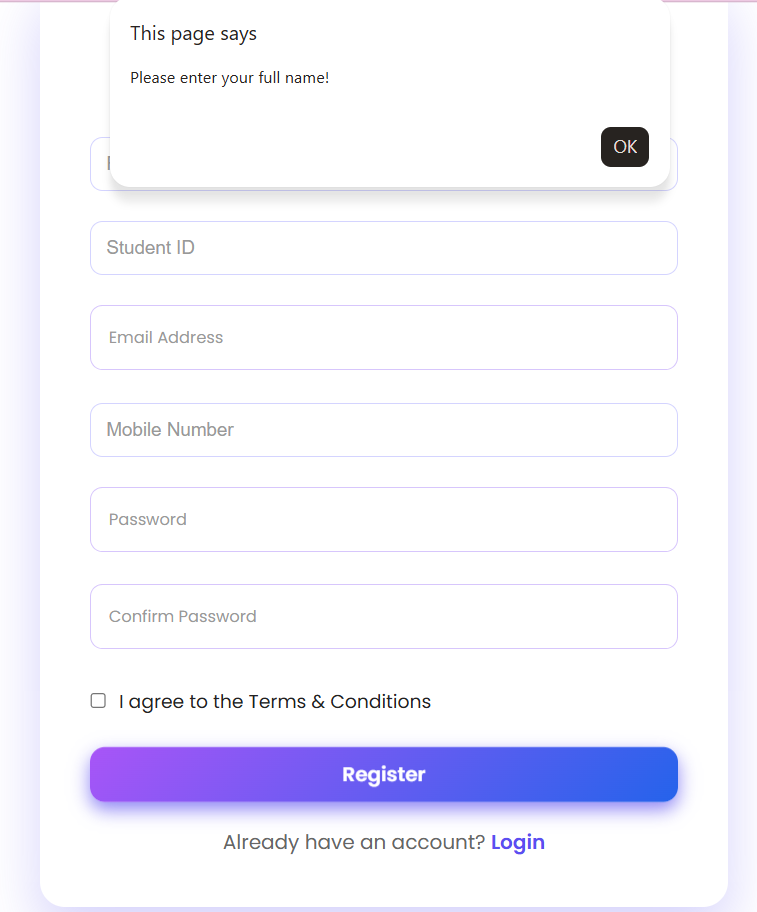 This page says
Please enter your full name!
OK
Student ID
Email Address
Mobile Number
Password
Confirm Password
I agree to the Terms & Conditions
Register
Already have an account? Login